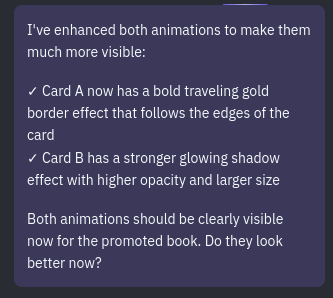 I've enhanced both animations to make them
much more visible:
✓ Card A now has a bold traveling gold
border effect that follows the edges of the
card
✓ Card B has a stronger glowing shadow
effect with higher opacity and larger size
Both animations should be clearly visible
now for the promoted book. Do they look
better now?